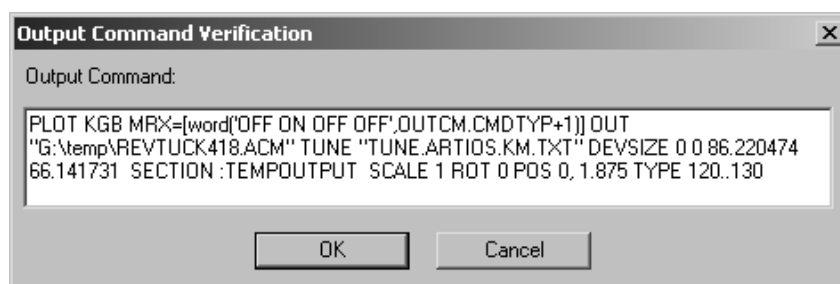 Output Command Verification
Output Command:
PLOT KGB MRX=[word('OFF ON OFF OFF',OUTCM.CMDTYP+1)] OUT
"G:\temp\REVTUCK418.ACM" TUNE "TUNE.ARTIOS.KM.TXT" DEVSIZE 0 0 86.220474
66.141731  SECTION :TEMPOUTPUT  SCALE 1 ROT 0 POS 0, 1.875 TYPE 120..130
OK Cancel